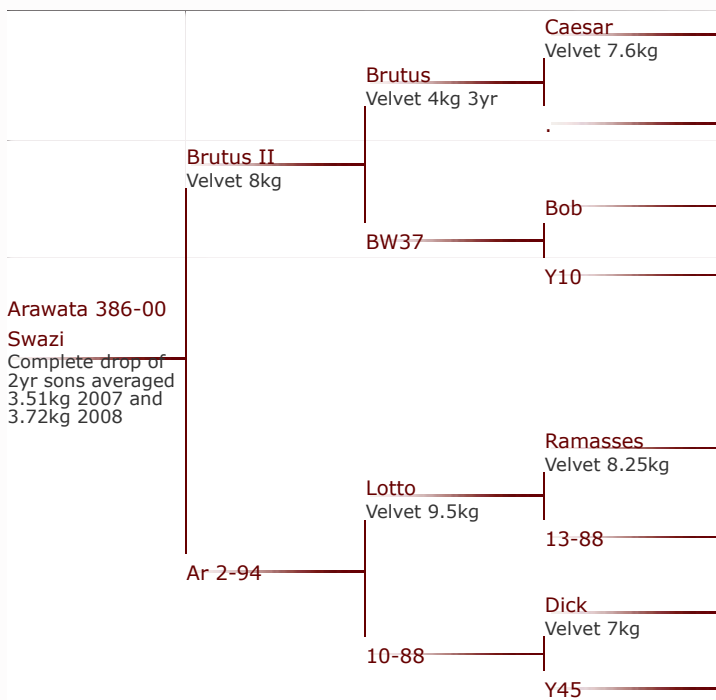 Caesar
Velvet 7.6kg
Brutus
Velvet 4kg 3yr
.
Brutus II
Velvet 8kg
Bob
BW37
Y10
Arawata 386-00
Swazi
Complete drop of
2yr sons averaged
3.51kg 2007 and
3.72kg 2008
Ramasses
Velvet 8.25kg
Lotto
Velvet 9.5kg
13-88
Ar 2-94
Dick
Velvet 7kg
10-88
Y45